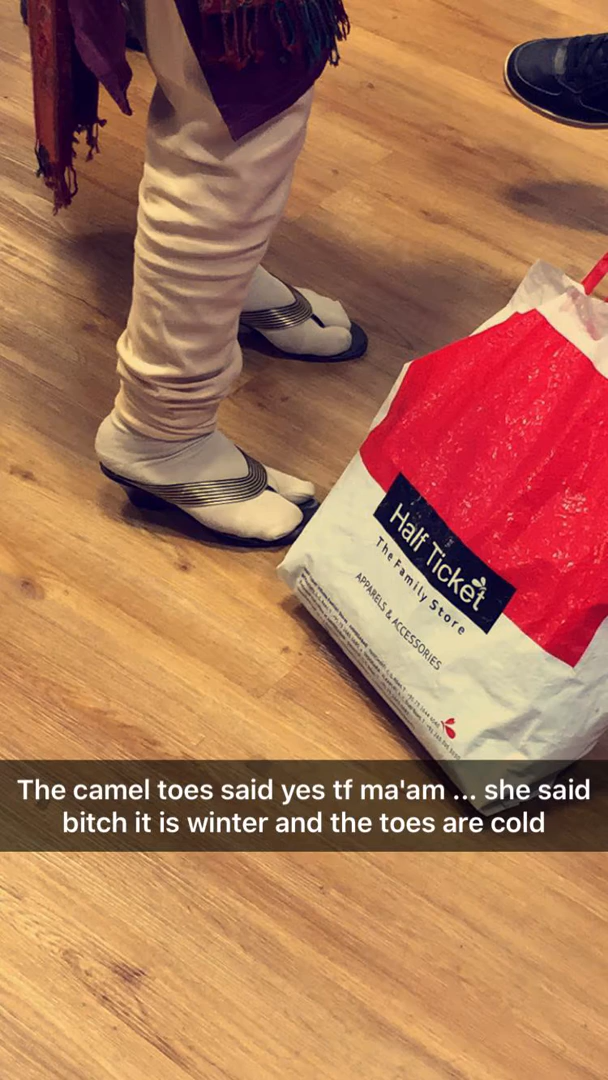 Half Ticket
The Family Store
APPARELS & ACCESSORIES
The camel toes said yes tf ma'am ... she said
bitch it is winter and the toes are cold